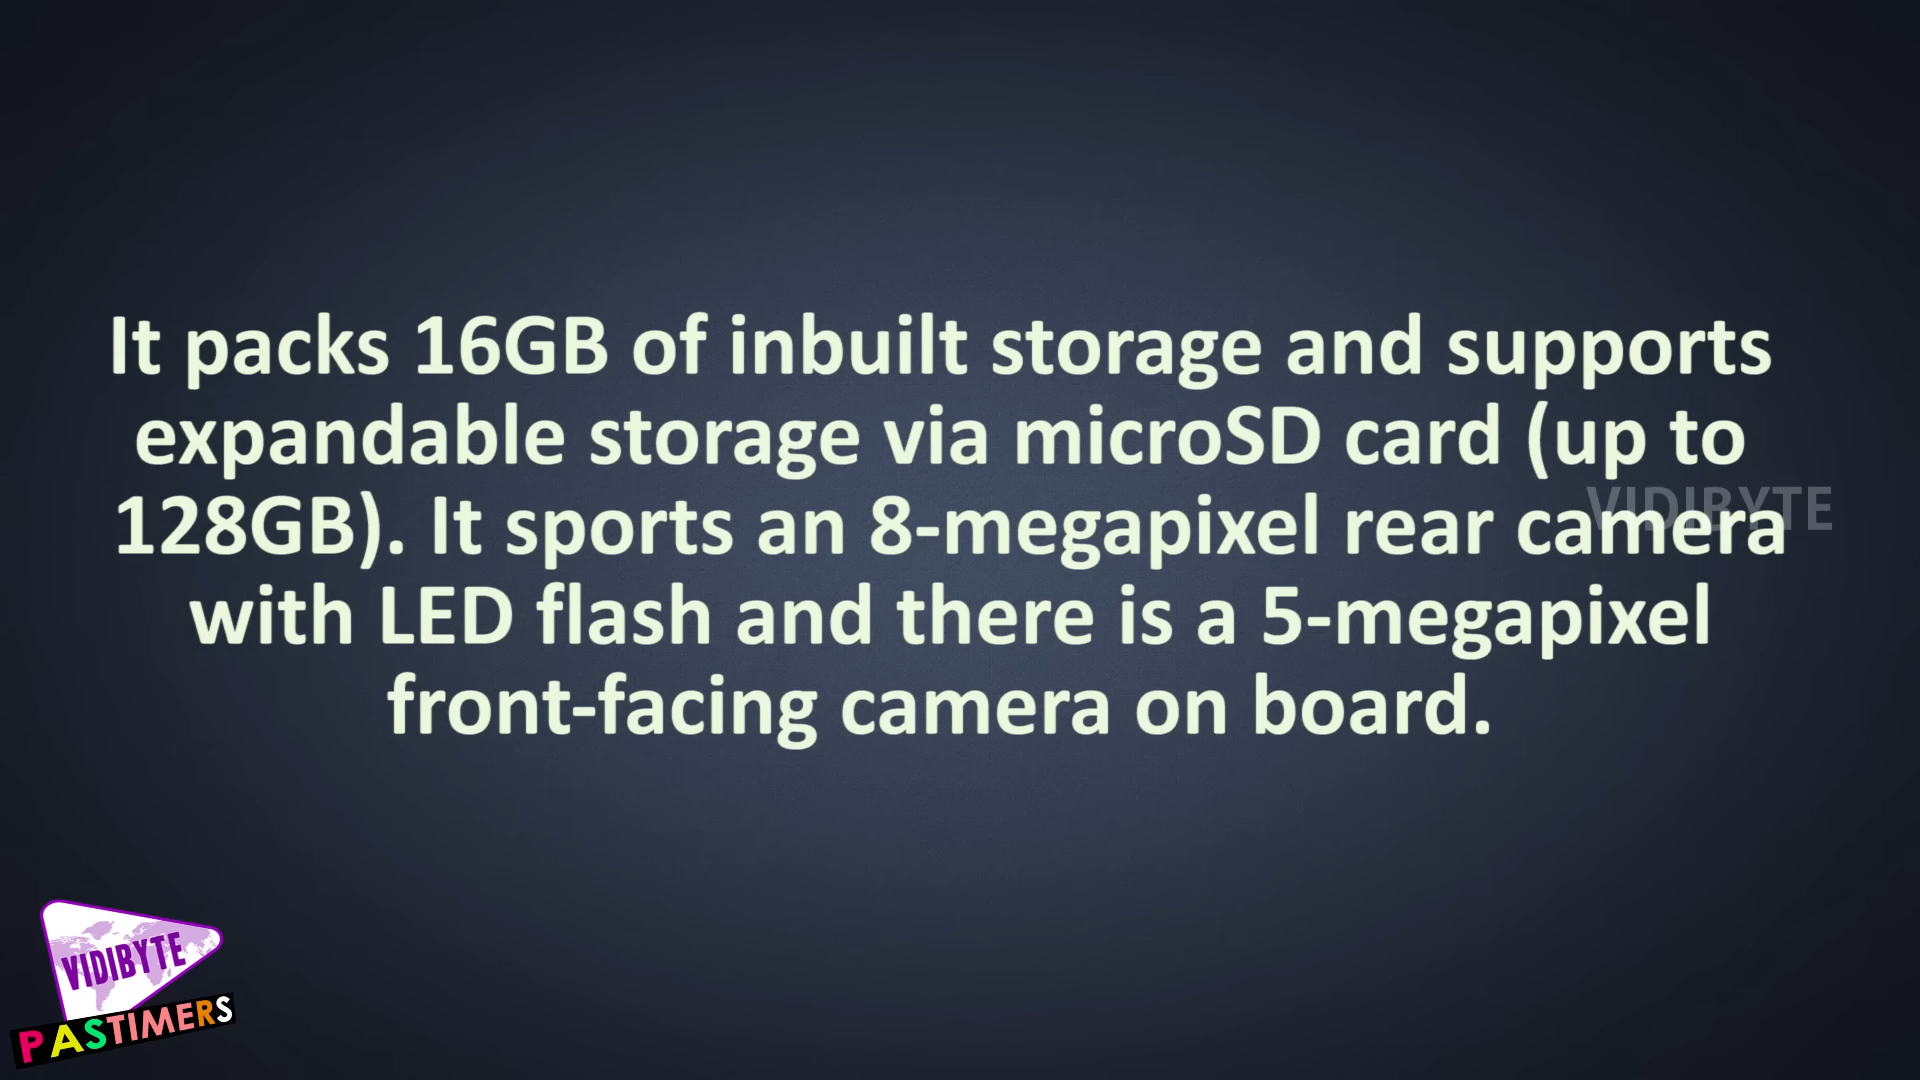 It packs 16GB of inbuilt storage and supports
expandable storage via microSD card (up to
128GB). It sports an 8-megapixel rear camera
with LED flash and there is a 5-megapixel
front-facing camera on board.
VIDIBYTE
VIDIBYTE
PASTIMERS